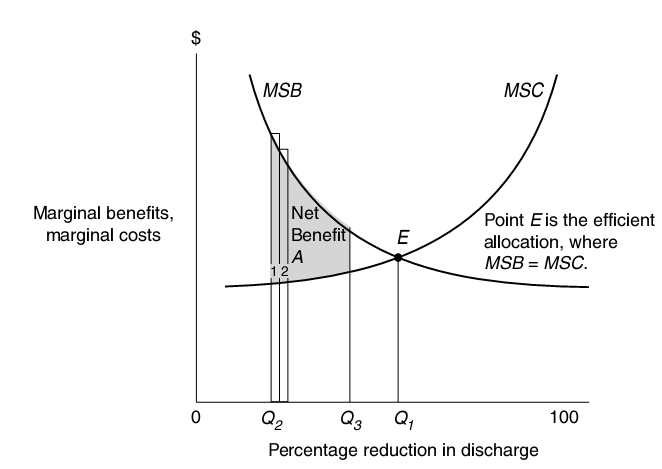 $
MSB
MSC
Marginal benefits,
marginal costs
Net
Benefit
A
1 2
E
Point E is the efficient
allocation, where
MSB = MSC.
0
Q2
Q3
Q1
100
Percentage reduction in discharge